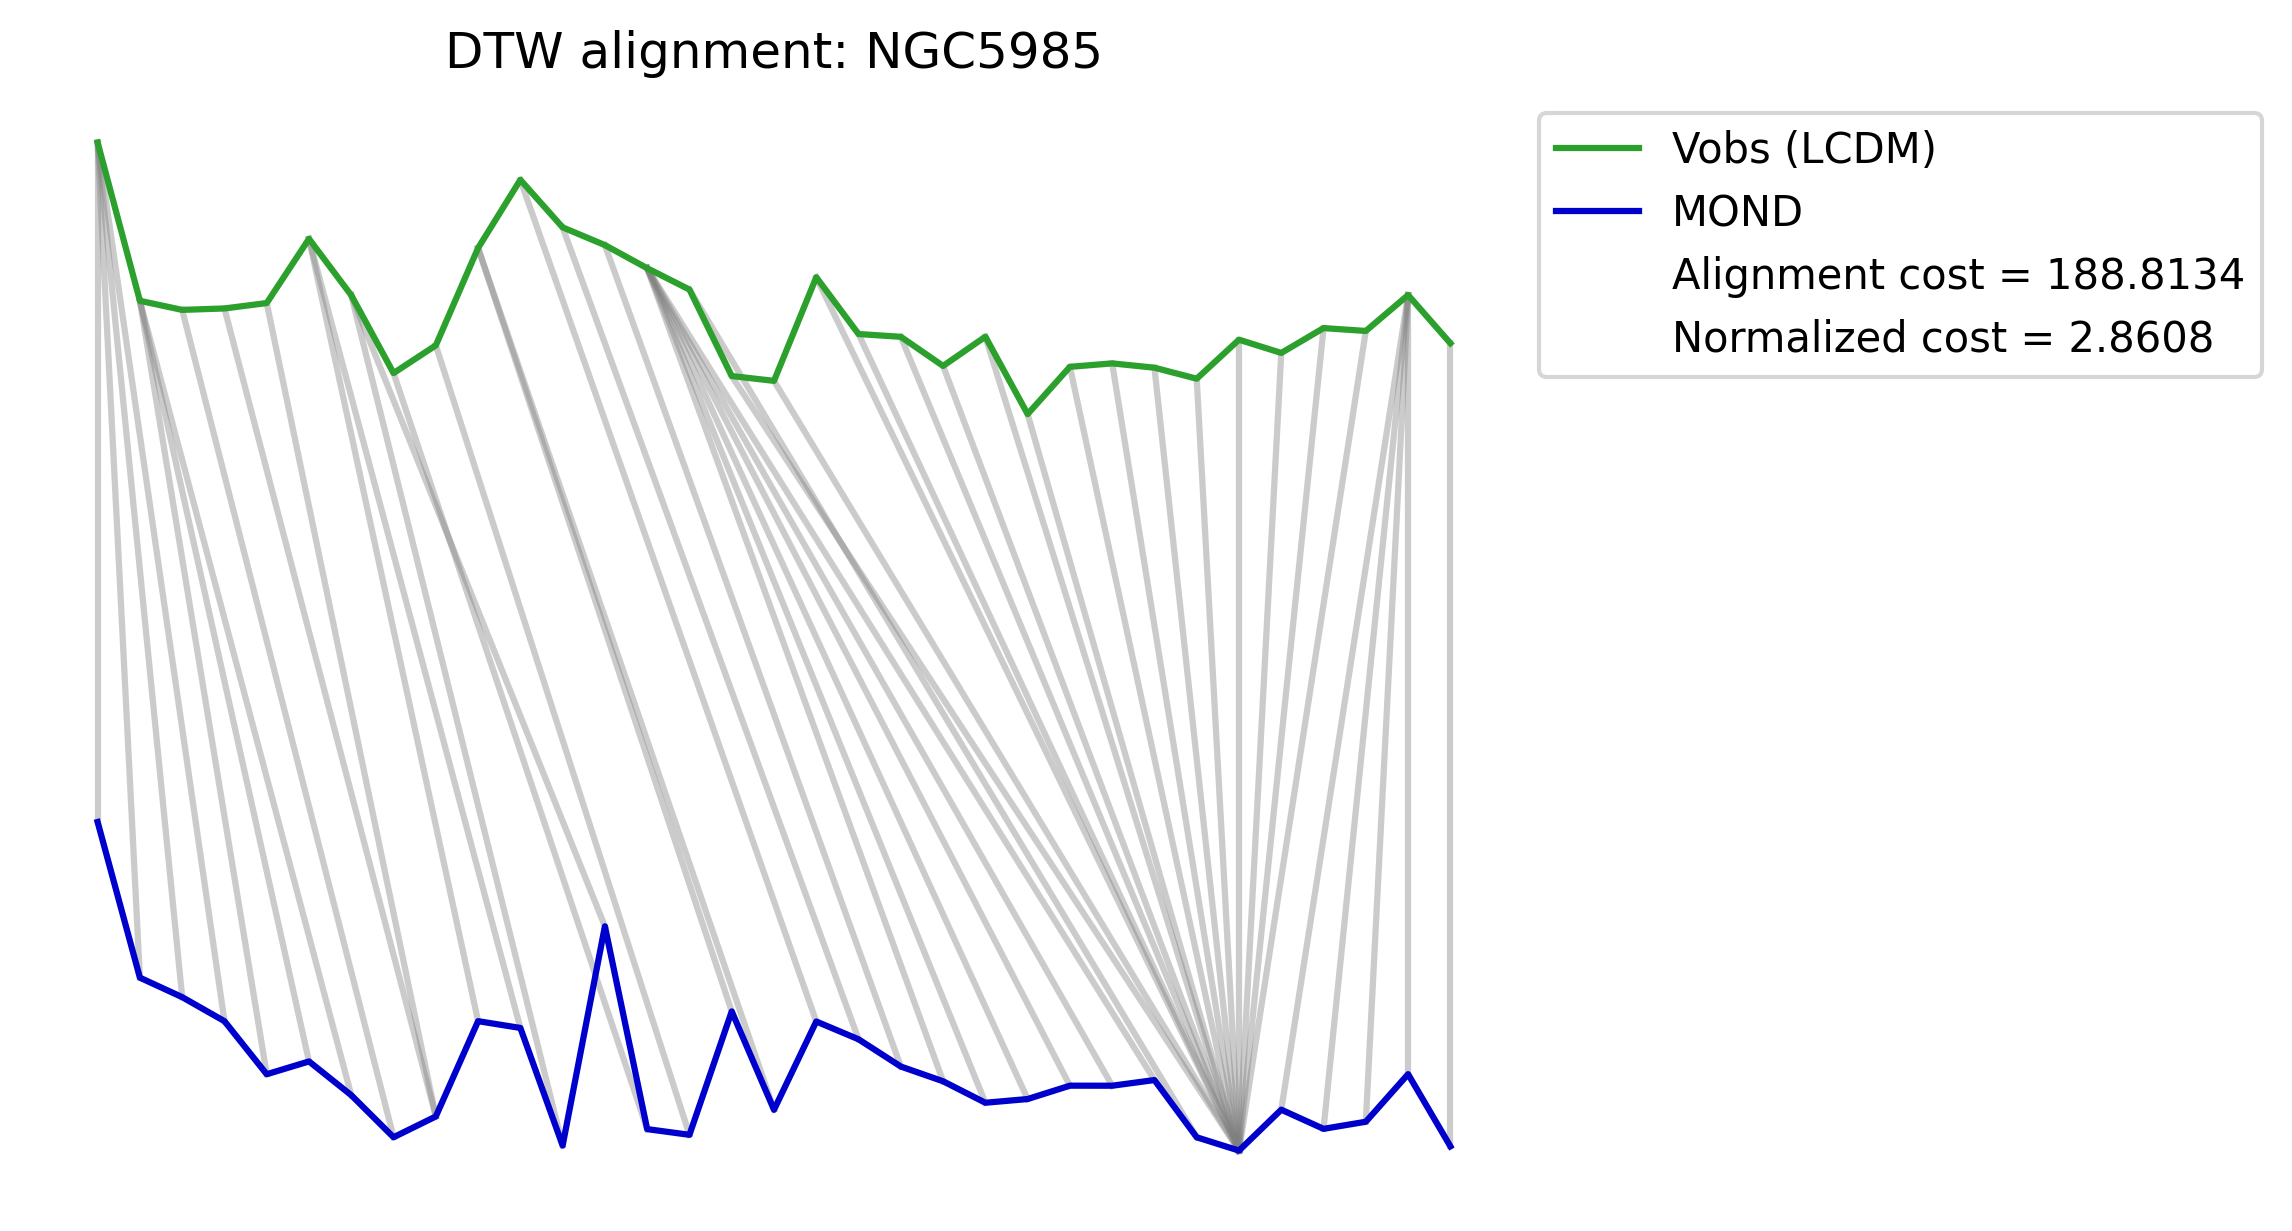 DTW alignment: NGC5985
Vobs (LCDM)
MOND
Alignment cost = 188.8134
Normalized cost = 2.8608